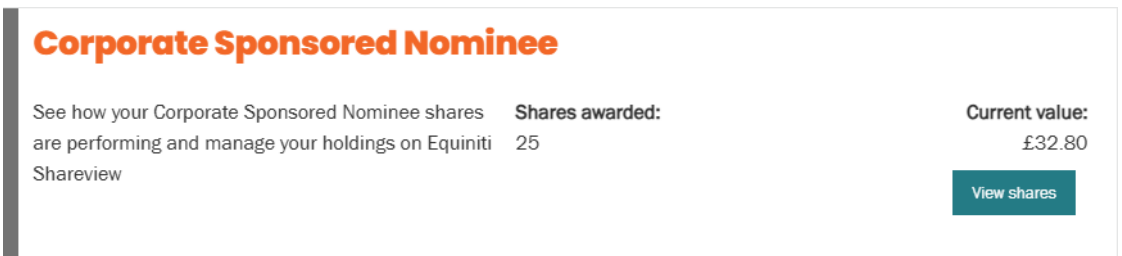 Corporate Sponsored Nominee
See how your Corporate Sponsored Nominee shares
are performing and manage your holdings on Equiniti
Shareview
Shares awarded:
25
Current value:
£32.80
View shares